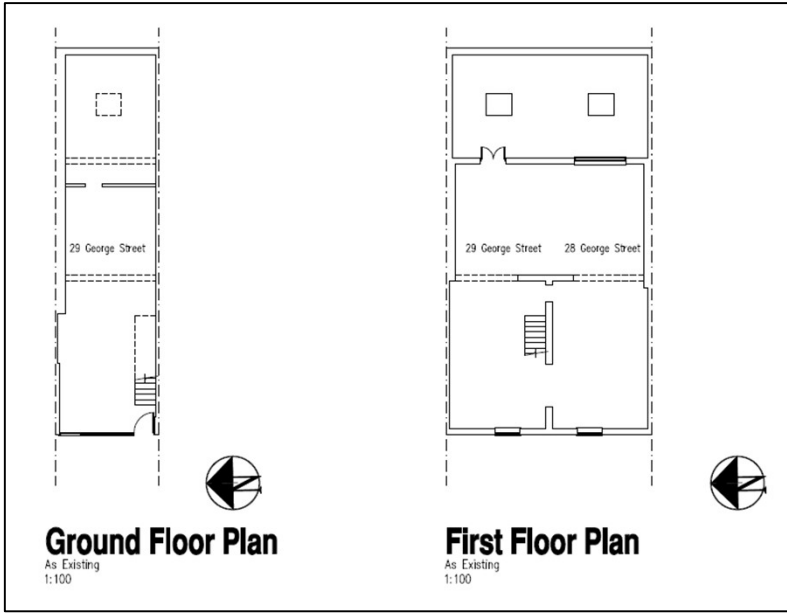 29 George Street
29 George Street 28 George Street
N N
Ground Floor Plan
As Existing
1:100
First Floor Plan
As Existing
1:100